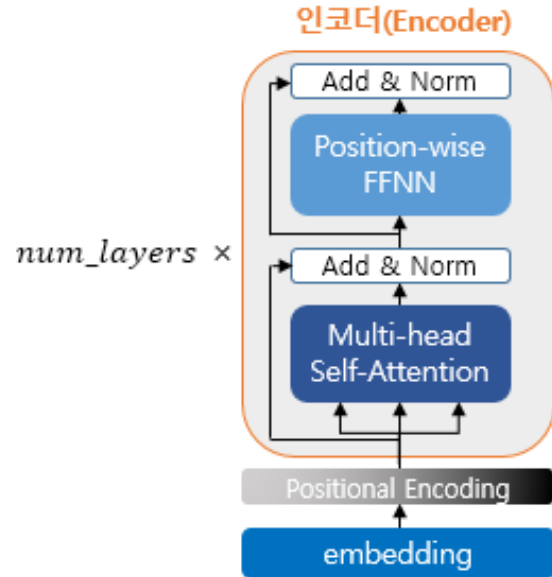 인코더(Encoder)
Add & Norm
Position-wise
FFNN
num_layers ×
Add & Norm
Multi-head
Self-Attention
Positional Encoding
embedding